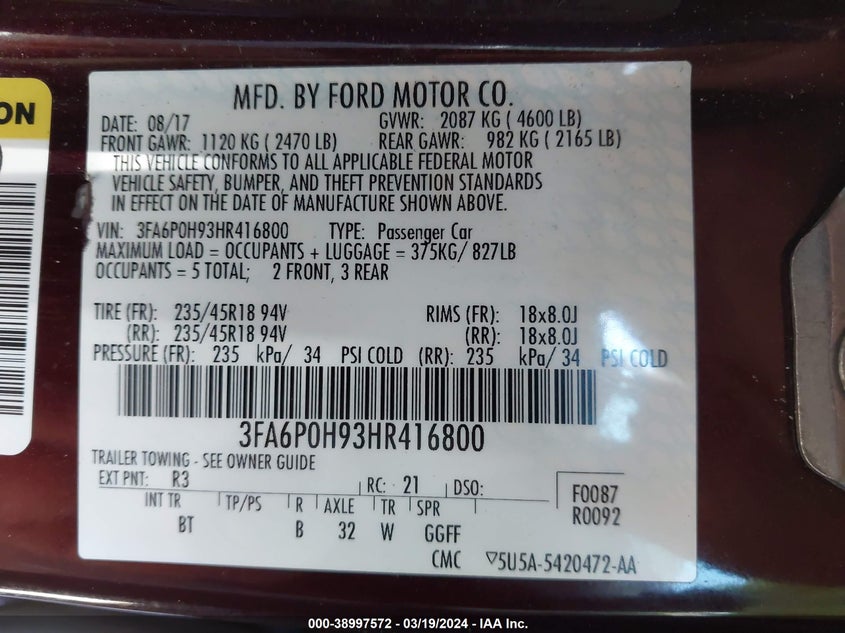 ON
MFD. BY FORD MOTOR CO.
DATE: 08/17 GVWR: 2087 KG ( 4600 LB)
FRONT GAWR: 1120 KG ( 2470 LB) REAR GAWR: 982 KG ( 2165 LB)
THIS VEHICLE CONFORMS TO ALL APPLICABLE FEDERAL MOTOR
VEHICLE SAFETY, BUMPER, AND THEFT PREVENTION STANDARDS
IN EFFECT ON THE DATE OF MANUFACTURE SHOWN ABOVE.
VIN: 3FA6P0H93HR416800 TYPE: Passenger Car
MAXIMUM LOAD = OCCUPANTS + LUGGAGE = 375KG/ 827LB
OCCUPANTS = 5 TOTAL; 2 FRONT, 3 REAR
TIRE (FR): 235/45R18 94V RIMS (FR): 18x8.0J
(RR): 235/45R18 94V (RR): 18x8.0J
PRESSURE (FR): 235 kPa/ 34 PSI COLD (RR): 235 kPa/ 34 PSI COLD
3FA6P0H93HR416800
TRAILER TOWING - SEE OWNER GUIDE
EXT PNT: R3 RC: 21 DSO: F0087
INT TR TP/PS R AXLE TR SPR R0092
BT B 32 W GGFF
CMC ▽5U5A-5420472-AA
000-38997572 — 03/19/2024 - IAA Inc.